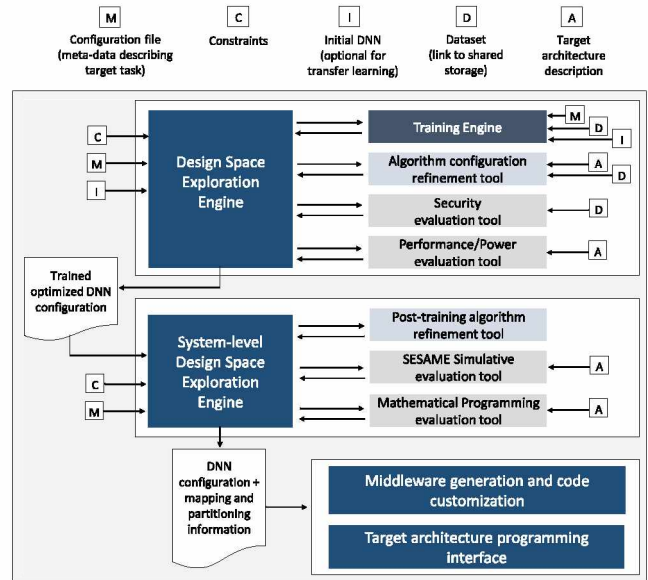 M
C
I
D
A
Configuration file
(meta-data describing
target task)
Constraints
Initial DNN
(optional for
transfer learning)
Dataset
(link to shared
storage)
Target
architecture
description
C
M
I
Design Space
Exploration
Engine
Training Engine
M
D
I
Algorithm configuration
refinement tool
A
D
Security
evaluation tool
D
Performance/Power
evaluation tool
A
Trained
optimized DNN
configuration
C
M
System-level
Design Space
Exploration
Engine
Post-training algorithm
refinement tool
SESAME Simulative
evaluation tool
A
Mathematical Programming
evaluation tool
A
DNN
configuration +
mapping and
partitioning
information
Middleware generation and code
customization
Target architecture programming
interface